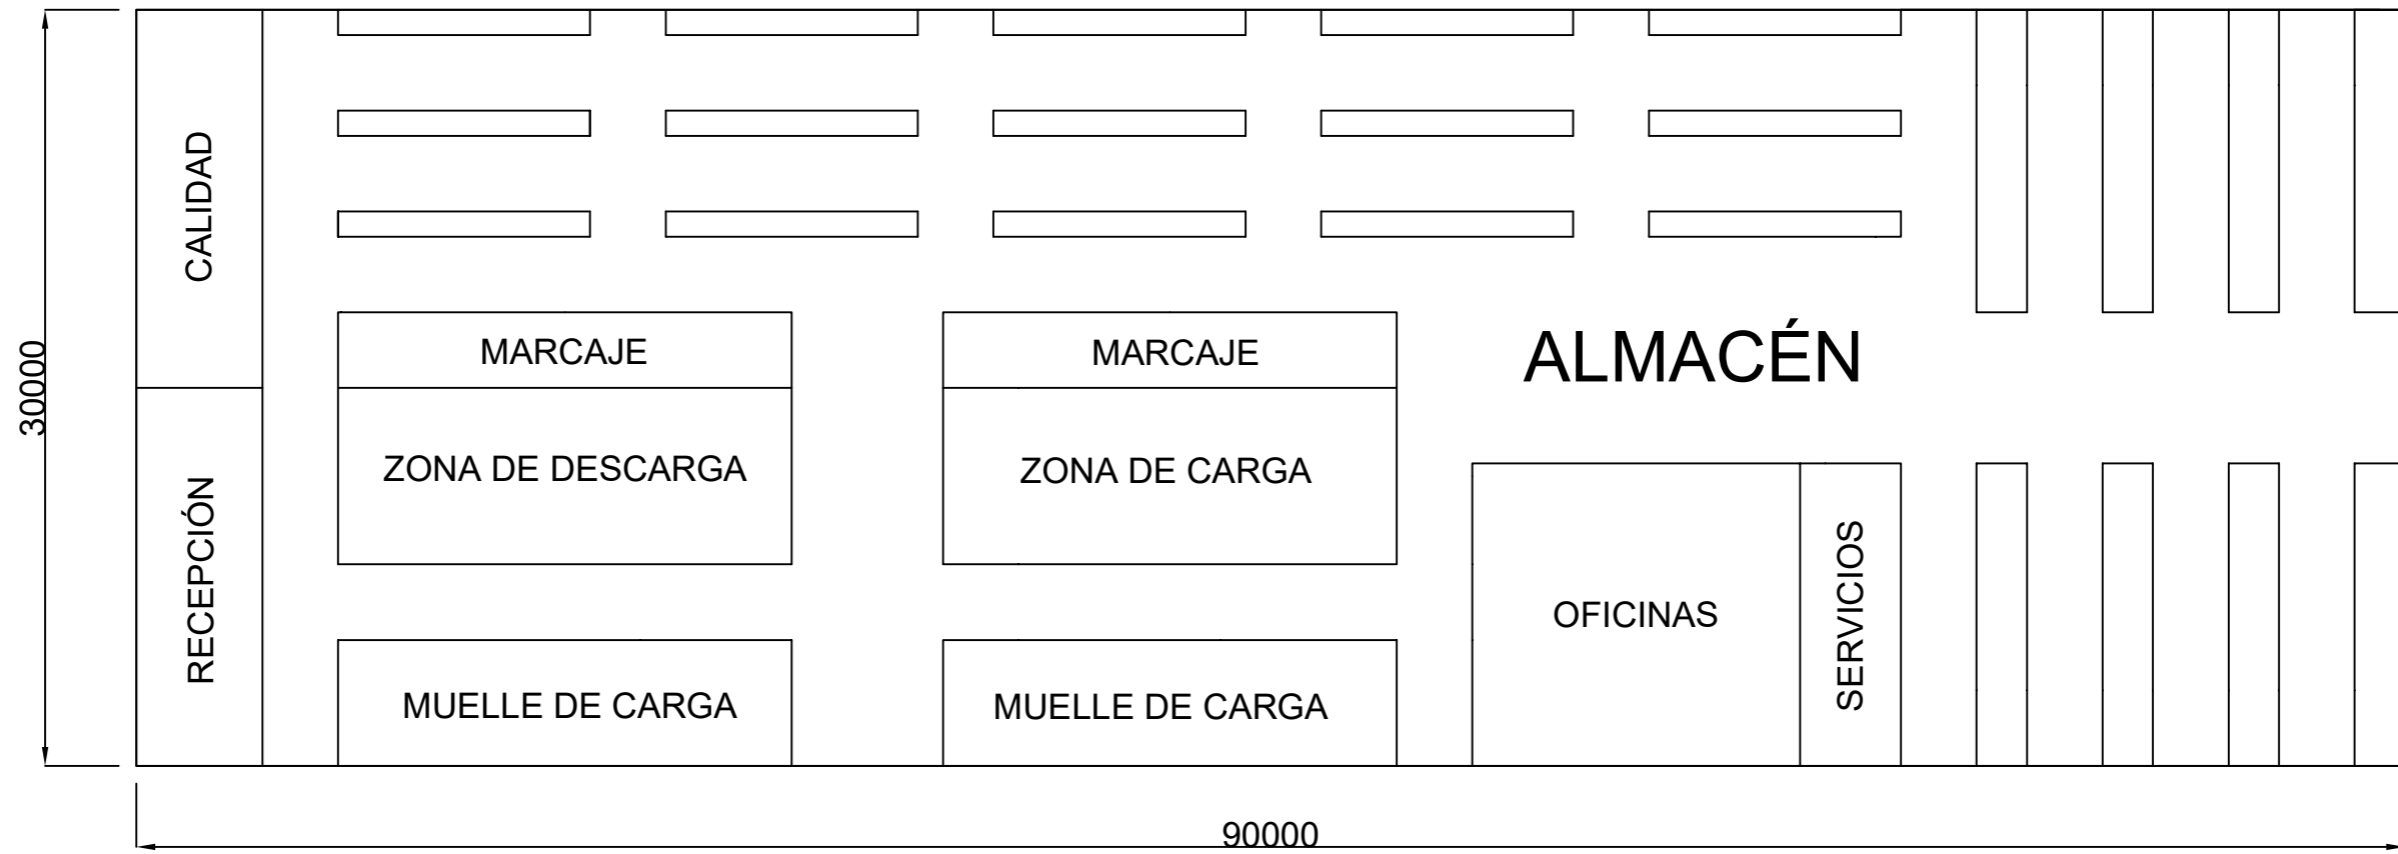 CALIDAD
MARCAJE
MARCAJE
ALMACÉN
30000
ZONA DE DESCARGA
ZONA DE CARGA
RECEPCIÓN
OFICINAS
SERVICIOS
MUELLE DE CARGA
MUELLE DE CARGA
90000